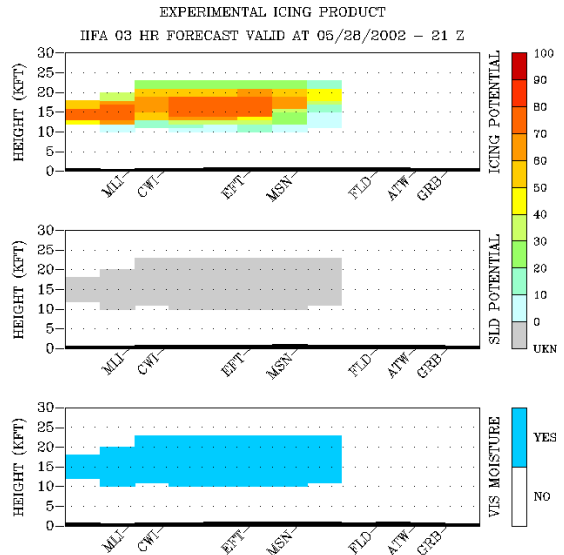 EXPERIMENTAL ICING PRODUCT
IIFA 03 HR FORECAST VALID AT 05/28/2002 - 21 Z
HEIGHT (KFT)
30
25
20
15
10
5
0
MLI
CWI
EFT
MSN
FLD
ATW
GRB
ICING POTENTIAL
HEIGHT (KFT)
30
25
20
15
10
5
0
MLI
CWI
EFT
MSN
FLD
ATW
GRB
SLD POTENTIAL
100
90
80
70
60
50
40
30
20
10
0
UKN
HEIGHT (KFT)
30
25
20
15
10
5
0
MLI
CWI
EFT
MSN
FLD
ATW
GRB
VIS MOISTURE
YES
NO